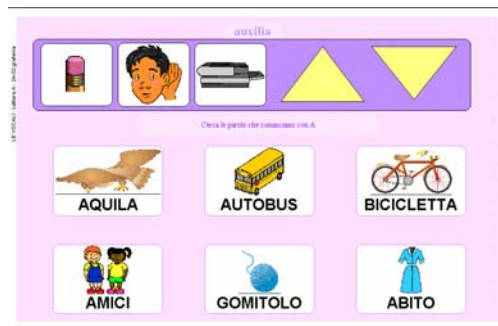 auxilia
Cerca le parole che cominciano con A
AQUILA AUTOBUS BICICLETTA
AMICI GOMITOLO ABITO